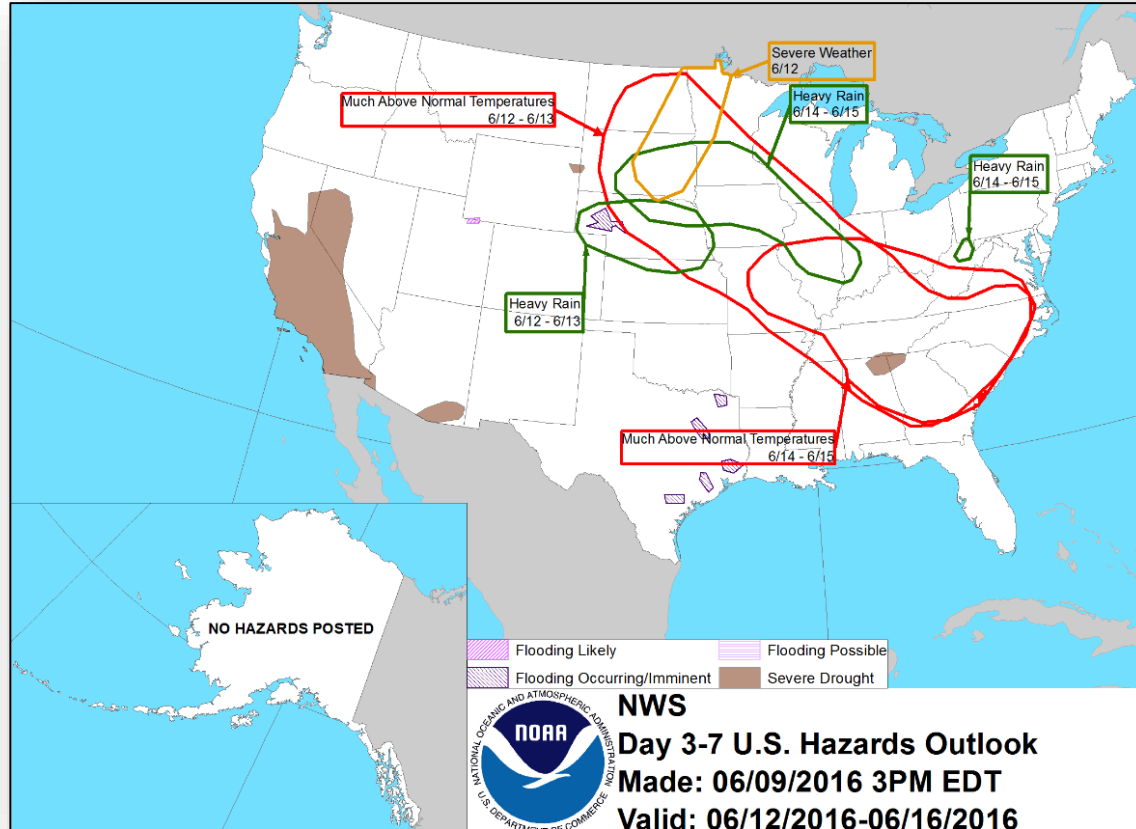 Severe Weather
6/12
Much Above Normal Temperatures
6/12 - 6/13
Heavy Rain
6/14 - 6/15
Heavy Rain
6/14 - 6/15
Heavy Rain
6/12 - 6/13
Much Above Normal Temperatures
6/14 - 6/15
NO HAZARDS POSTED
Flooding Likely
Flooding Possible
Flooding Occurring/Imminent
Severe Drought
NATIONAL OCEANIC AND ATMOSPHERIC ADMINISTRATION
NOAA
U.S. DEPARTMENT OF COMMERCE
NWS
Day 3-7 U.S. Hazards Outlook
Made: 06/09/2016 3PM EDT
Valid: 06/12/2016-06/16/2016